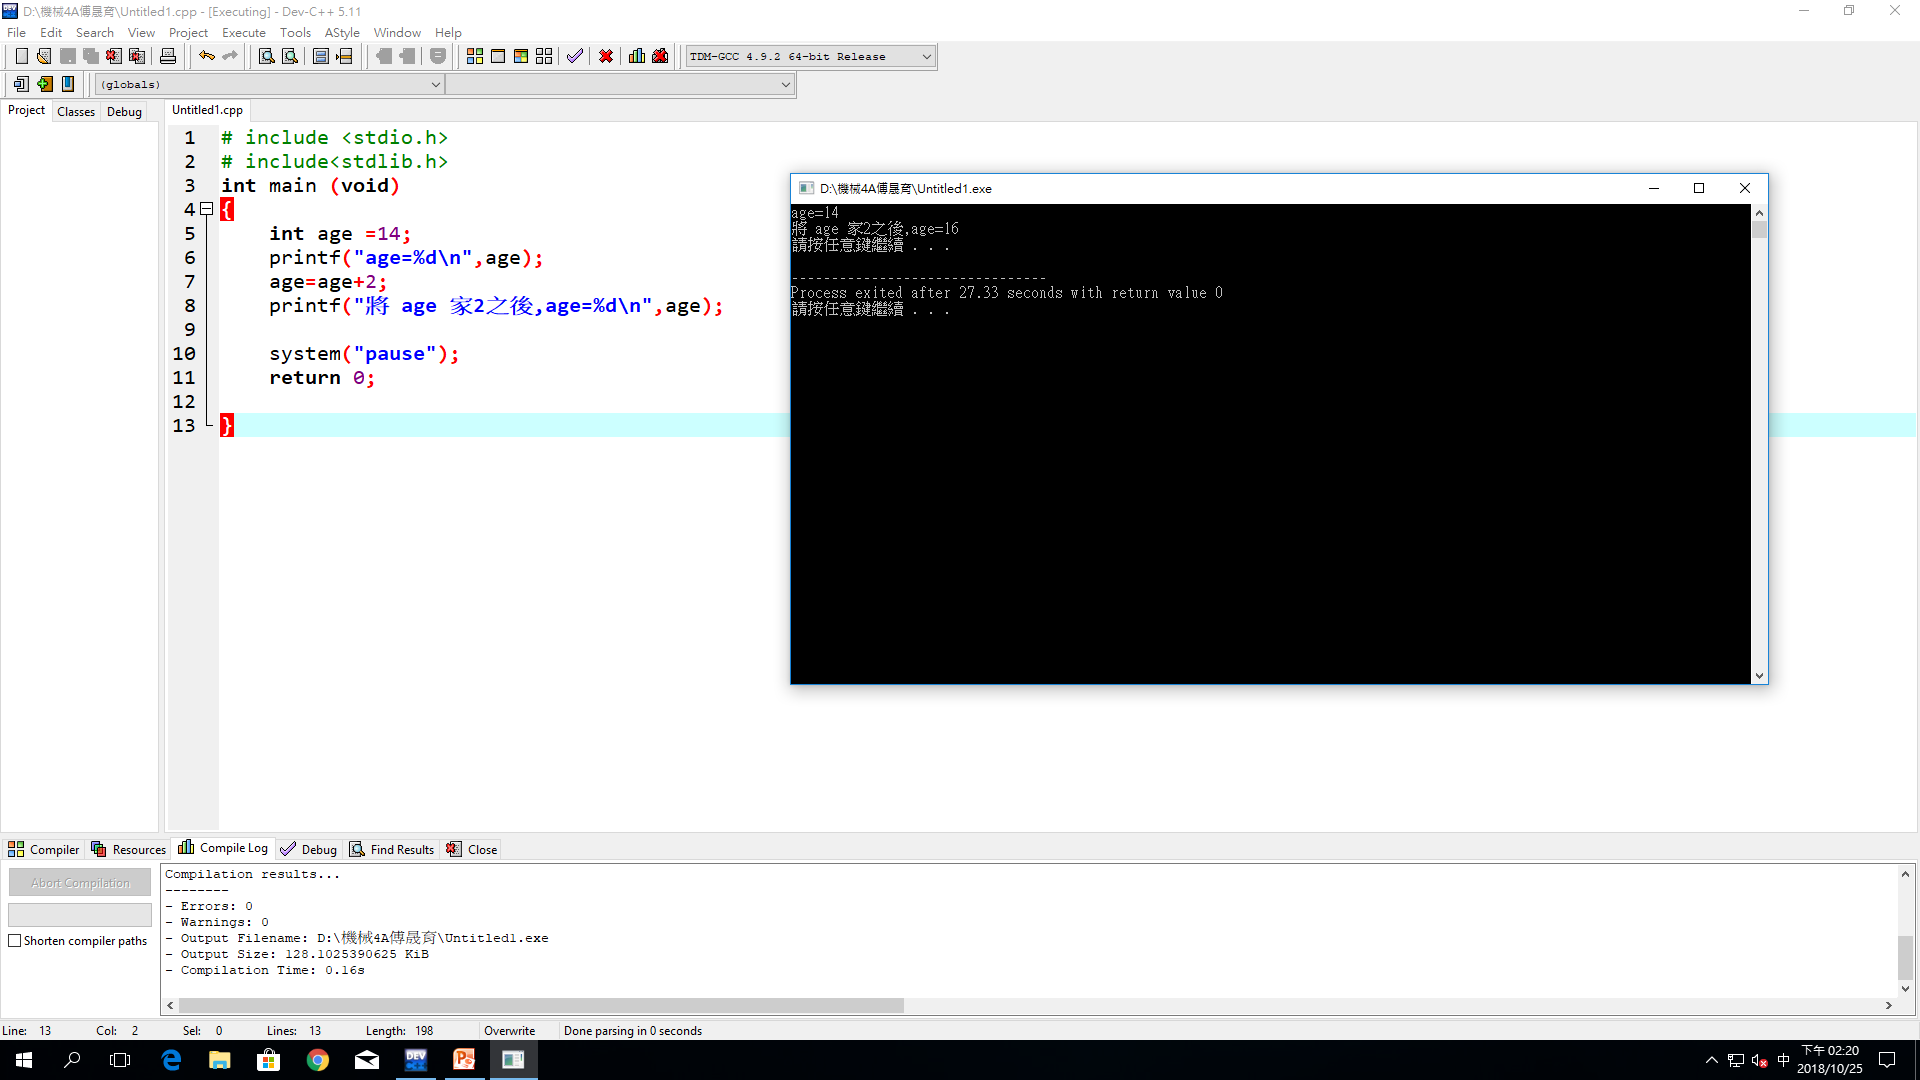 D:\機械4A傅晟育\Untitled1.cpp - [Executing] - Dev-C++ 5.11
File Edit Search View Project Execute Tools AStyle Window Help
TDM-GCC 4.9.2 64-bit Release
(globals)
Project Classes Debug
Untitled1.cpp
1 # include <stdio.h>
2 # include<stdlib.h>
3 int main (void)
4 {
5 int age =14;
6 printf("age=%d\n",age);
7 age=age+2;
8 printf("將 age 家2之後,age=%d\n",age);
9
10 system("pause");
11 return 0;
12
13 }
D:\機械4A傅晟育\Untitled1.exe
age=14
將 age 家2之後,age=16
請按任意鍵繼續 . . .
--------------------------------
Process exited after 27.33 seconds with return value 0
請按任意鍵繼續 . . .
Compiler Resources Compile Log Debug Find Results Close
Abort Compilation
Shorten compiler paths
Compilation results...
--------
- Errors: 0
- Warnings: 0
- Output Filename: D:\機械4A傅晟育\Untitled1.exe
- Output Size: 128.1025390625 KiB
- Compilation Time: 0.16s
Line: 13 Col: 2 Sel: 0 Lines: 13 Length: 198 Overwrite Done parsing in 0 seconds
中
下午 02:20
2018/10/25